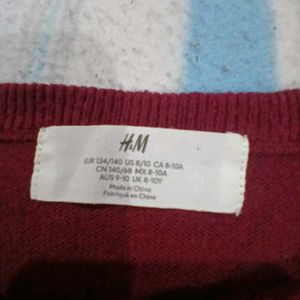 H&M
EUR 134/140 US 8/10 CA 8-10A
CN 140/68 MX 8-10A
AUS 9-10 UK 8-10Y
Made in China
Fabriqué en Chine